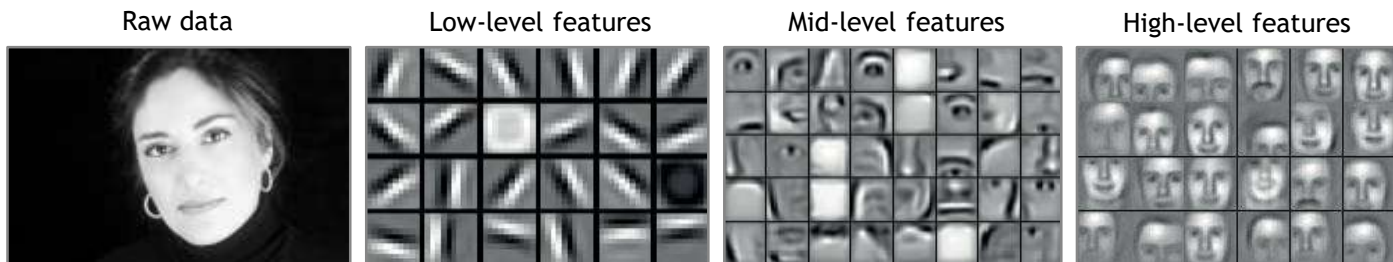 Raw data
Low-level features
Mid-level features
High-level features